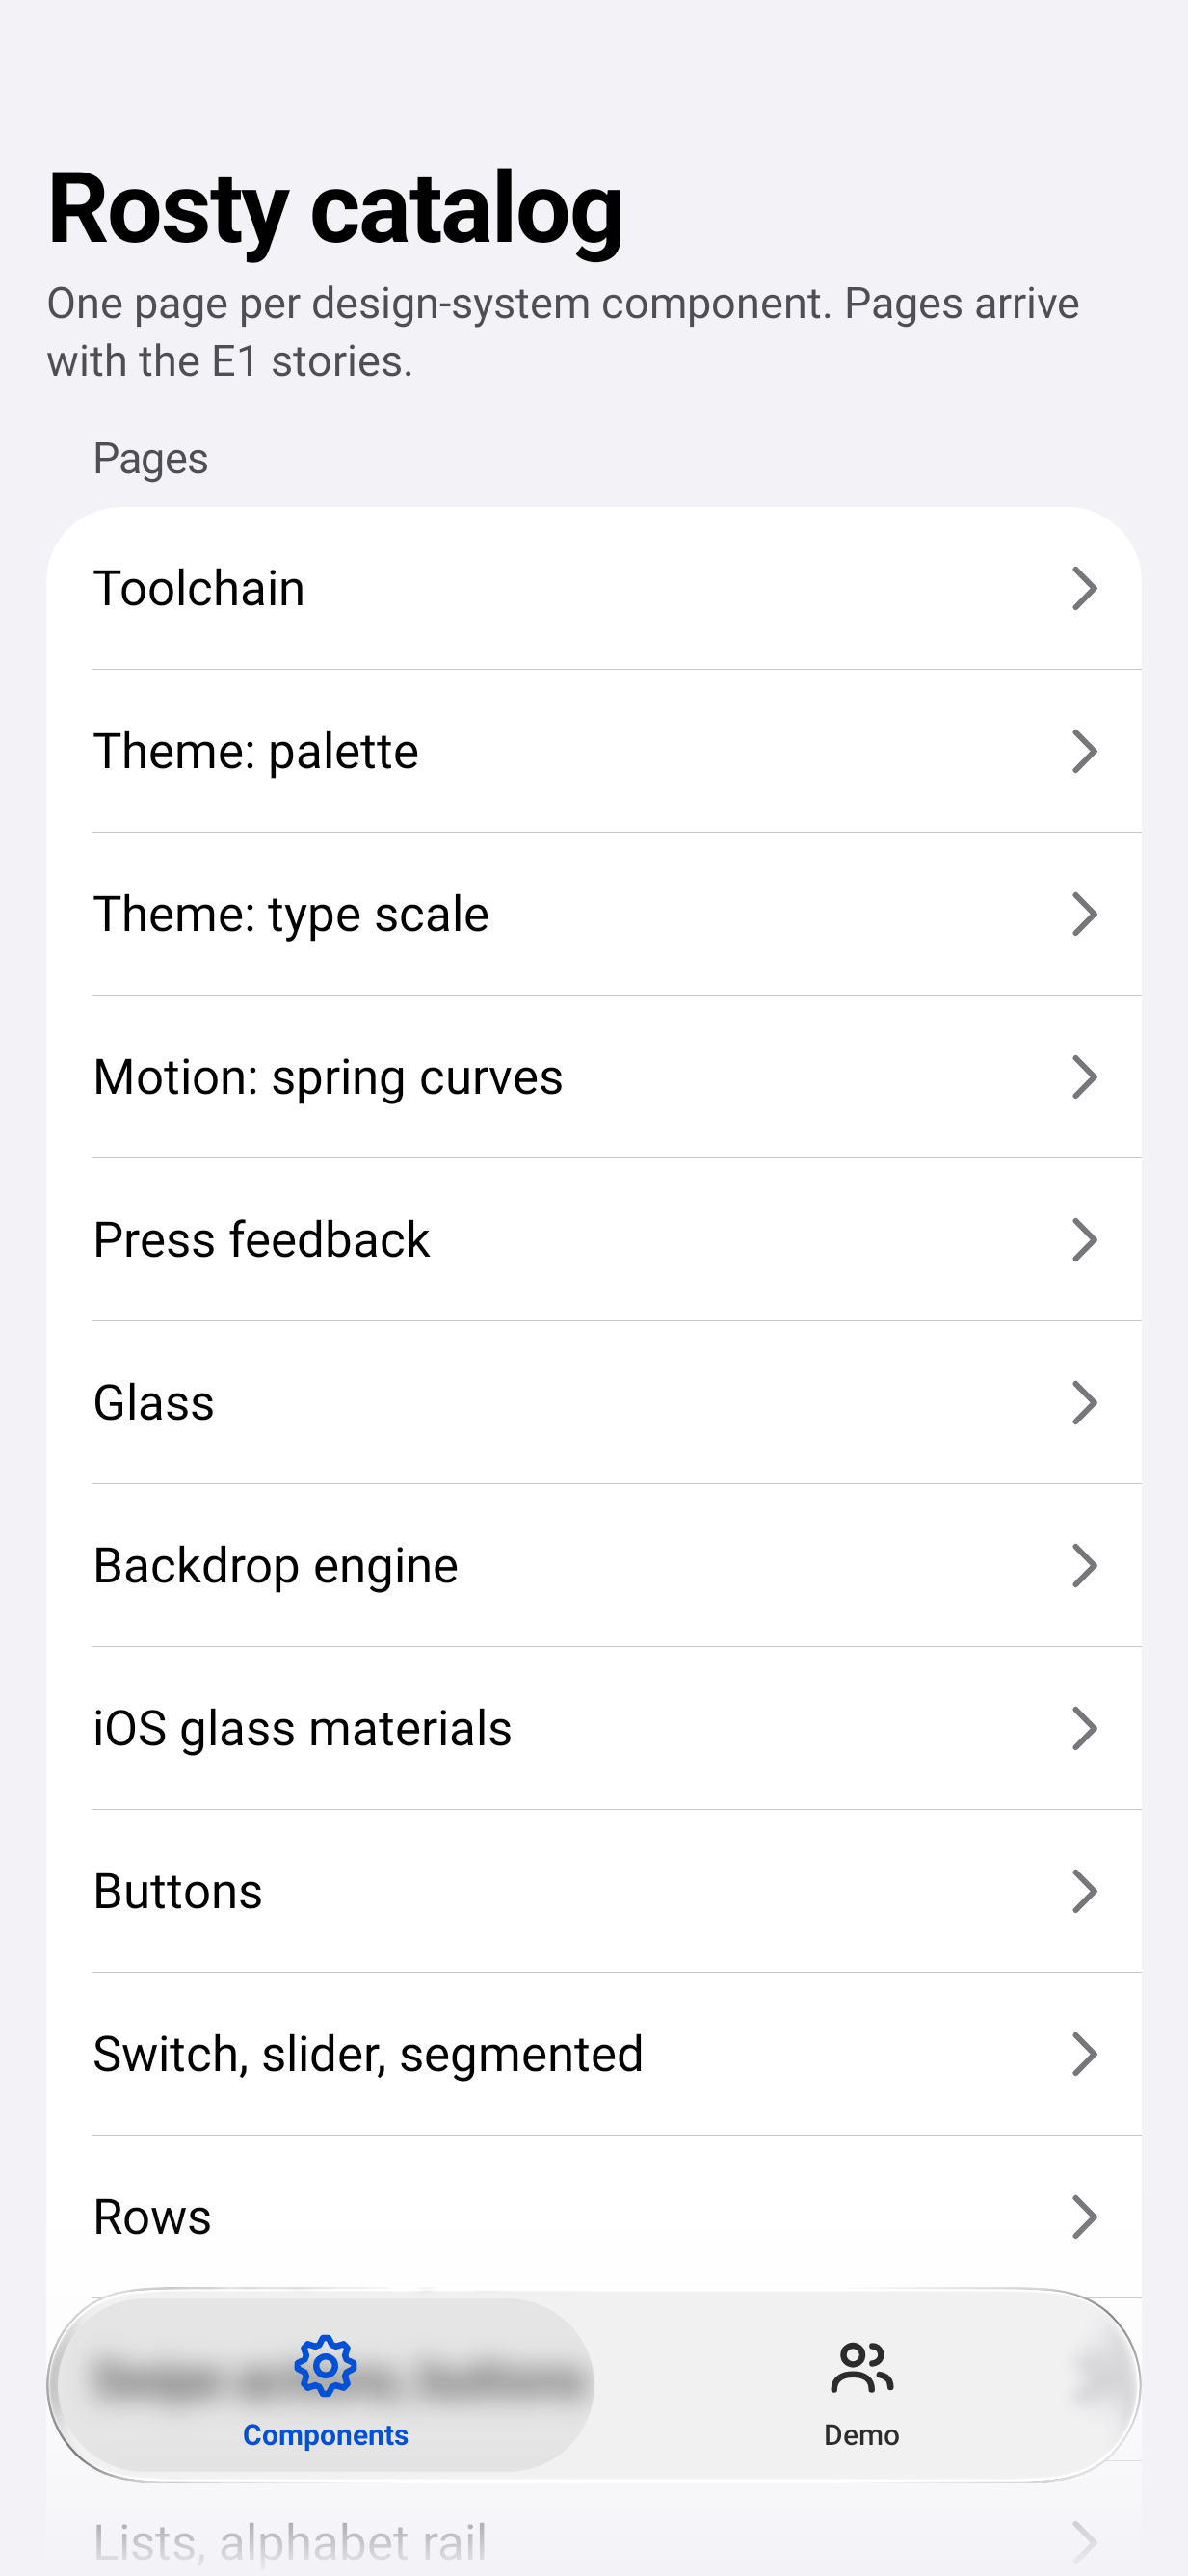 Rosty catalog
One page per design-system component. Pages arrive
with the E1 stories.
Pages
Toolchain
Theme: palette
Theme: type scale
Motion: spring curves
Press feedback
Glass
Backdrop engine
iOS glass materials
Buttons
Switch, slider, segmented
Rows
Components
Demo
Lists, alphabet rail